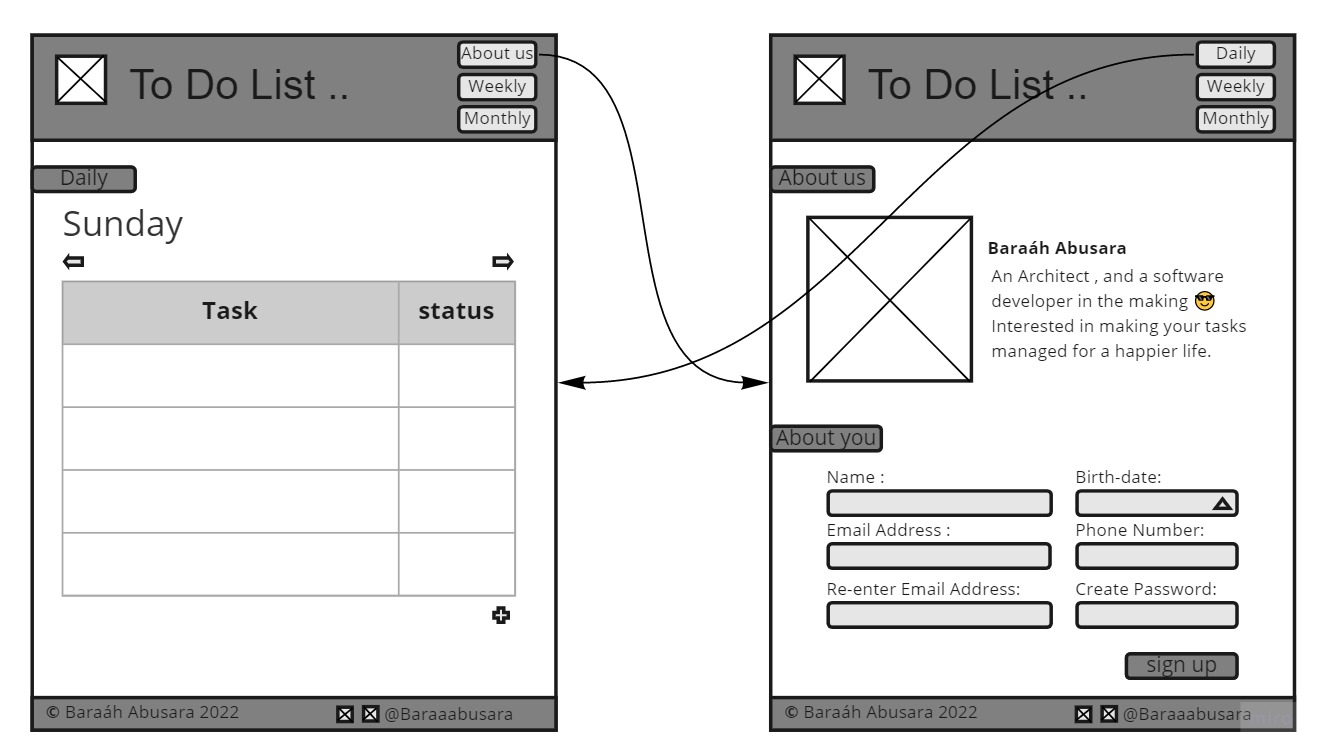 To Do List ..
About us
Weekly
Monthly
Daily
Sunday
Task status
© Baraáh Abusara 2022
@Baraaabusara
To Do List ..
Daily
Weekly
Monthly
About us
Baraáh Abusara
An Architect , and a software
developer in the making 😎
Interested in making your tasks
managed for a happier life.
About you
Name :
Birth-date:
Email Address :
Phone Number:
Re-enter Email Address:
Create Password:
sign up
© Baraáh Abusara 2022
@Baraaabusara
miro